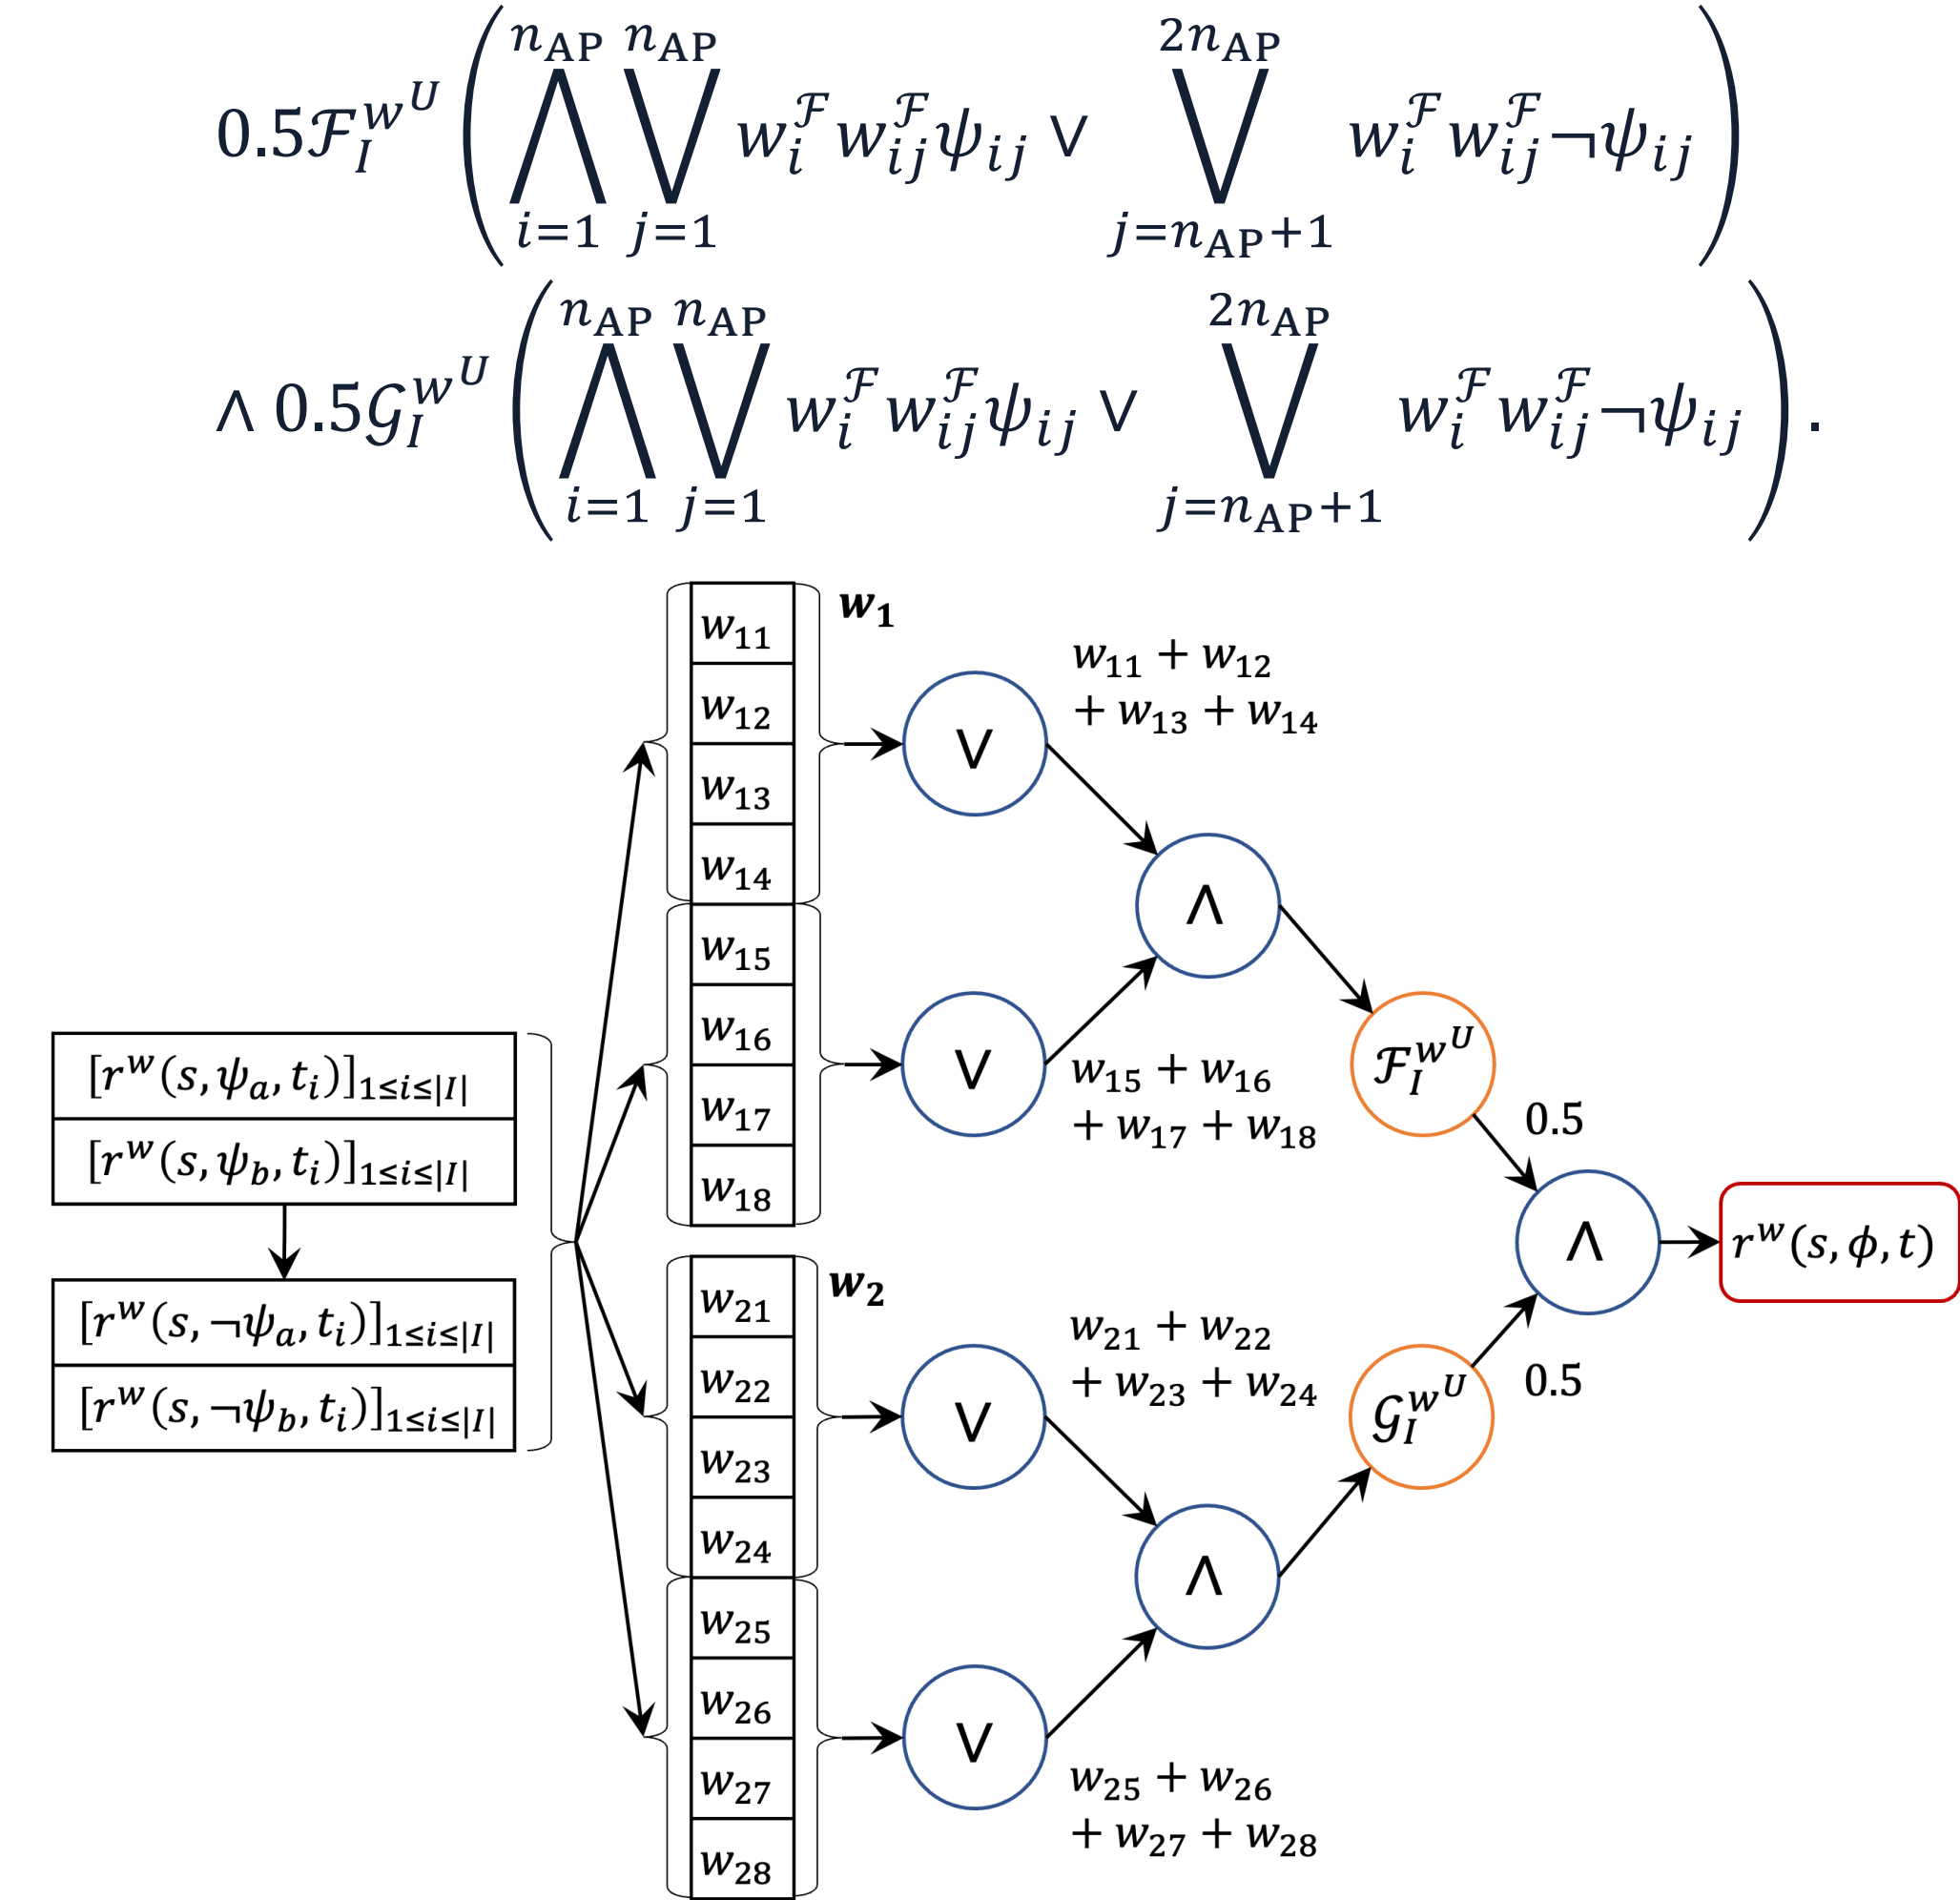 n_AP n_AP 2n_AP
0.5ℱ_I^{w^U} ( ⋀ ⋁ w_i^ℱ w_{ij}^ℱ ψ_{ij} ∨ ⋁ w_i^ℱ w_{ij}^ℱ ¬ψ_{ij} )
i=1 j=1 j=n_AP+1
n_AP n_AP 2n_AP
∧ 0.5𝒢_I^{w^U} ( ⋀ ⋁ w_i^ℱ w_{ij}^ℱ ψ_{ij} ∨ ⋁ w_i^ℱ w_{ij}^ℱ ¬ψ_{ij} ) .
i=1 j=1 j=n_AP+1
[r^w(s, ψ_a, t_i)]_{1≤i≤|I|}
[r^w(s, ψ_b, t_i)]_{1≤i≤|I|}
[r^w(s, ¬ψ_a, t_i)]_{1≤i≤|I|}
[r^w(s, ¬ψ_b, t_i)]_{1≤i≤|I|}
w_11
w_12
w_13
w_14
w_15
w_16
w_17
w_18
w_1
w_21
w_22
w_23
w_24
w_25
w_26
w_27
w_28
w_2
∨
w_11 + w_12
+ w_13 + w_14
∨
w_15 + w_16
+ w_17 + w_18
∧
ℱ_I^{w^U}
0.5
∨
w_21 + w_22
+ w_23 + w_24
∨
w_25 + w_26
+ w_27 + w_28
∧
𝒢_I^{w^U}
0.5
∧
r^w(s, ϕ, t)